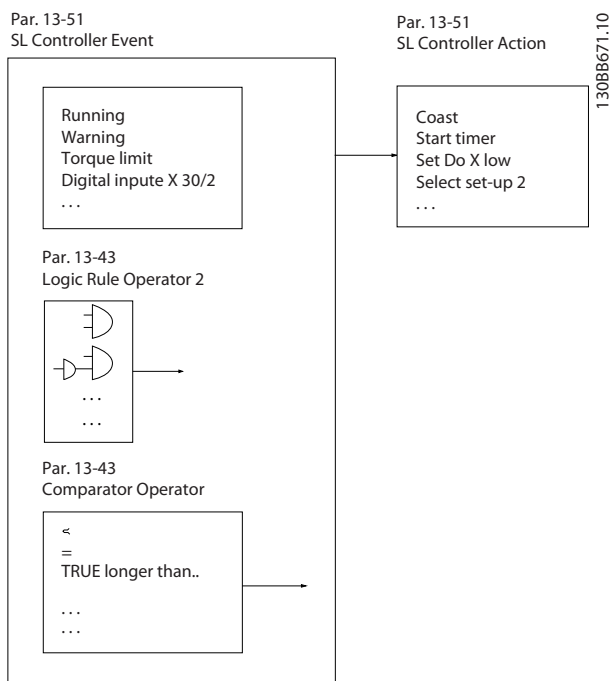 Par. 13-51
SL Controller Event
Par. 13-51
SL Controller Action
130BB671.10
Running
Warning
Torque limit
Digital inpute X 30/2
. . .
Coast
Start timer
Set Do X low
Select set-up 2
. . .
Par. 13-43
Logic Rule Operator 2
. . .
. . .
Par. 13-43
Comparator Operator
=
TRUE longer than..
. . .
. . .